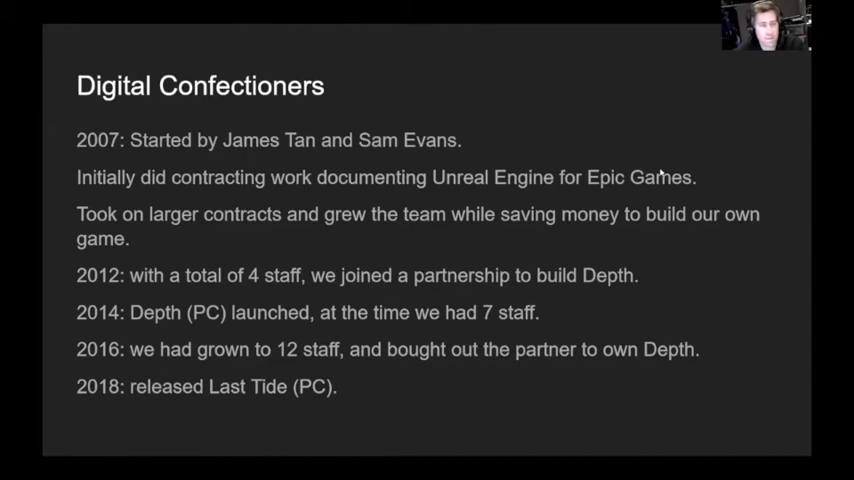 Digital Confectioners
2007: Started by James Tan and Sam Evans.
Initially did contracting work documenting Unreal Engine for Epic Games.
Took on larger contracts and grew the team while saving money to build our own
game.
2012: with a total of 4 staff, we joined a partnership to build Depth.
2014: Depth (PC) launched, at the time we had 7 staff.
2016: we had grown to 12 staff, and bought out the partner to own Depth.
2018: released Last Tide (PC).